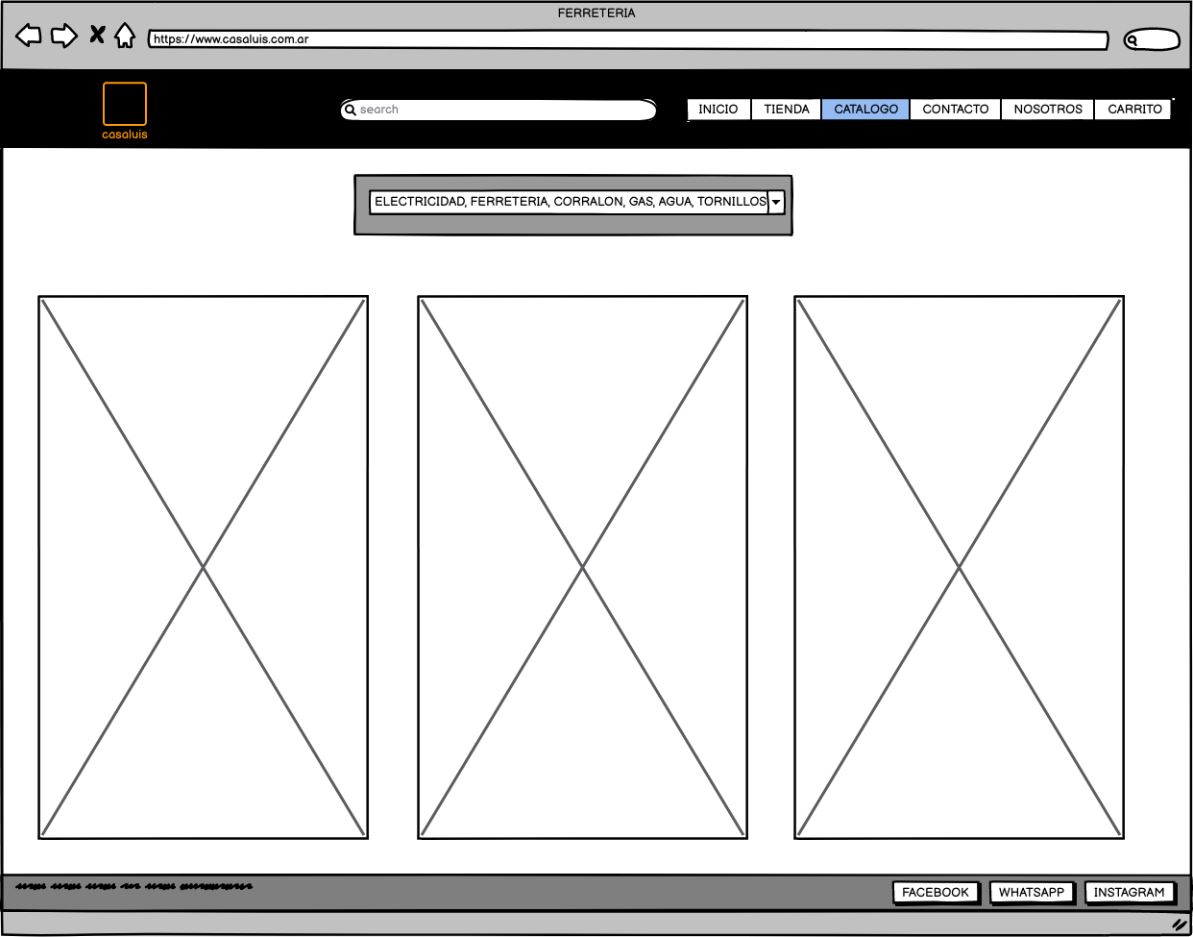 FERRETERIA
https://www.casaluis.com.ar
casaluis
search
INICIO TIENDA CATALOGO CONTACTO NOSOTROS CARRITO
ELECTRICIDAD, FERRETERIA, CORRALON, GAS, AGUA, TORNILLOS
FACEBOOK WHATSAPP INSTAGRAM